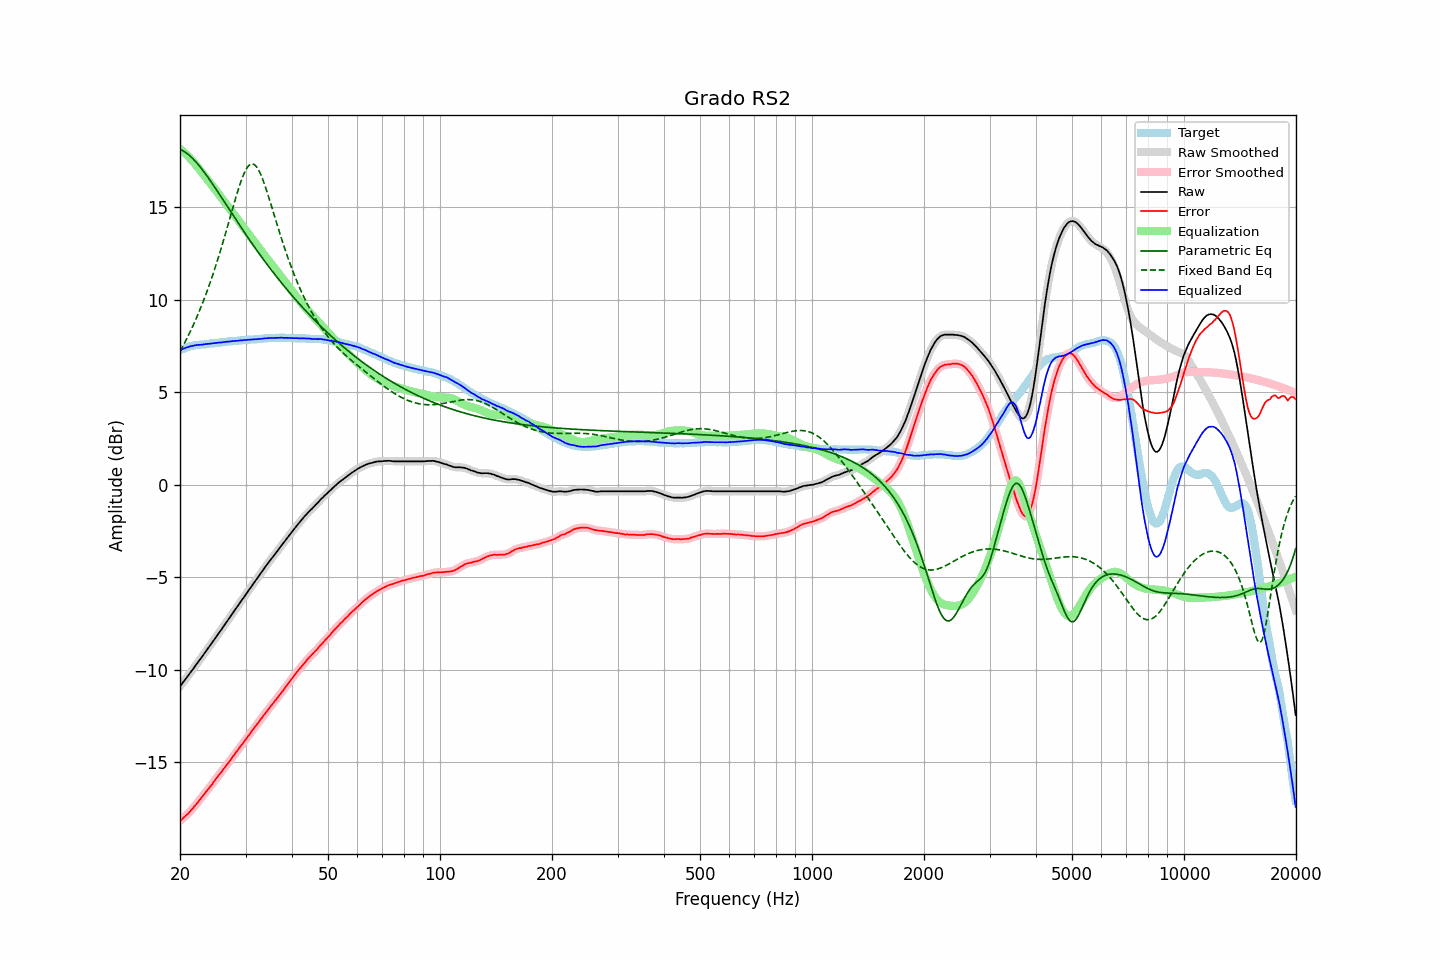 Grado RS2
Target
Raw Smoothed
Error Smoothed
Raw
Error
Equalization
Parametric Eq
Fixed Band Eq
Equalized
Amplitude (dBr)
15
10
5
0
−5
−10
−15
20 50 100 200 500 1000 2000 5000 10000 20000
Frequency (Hz)